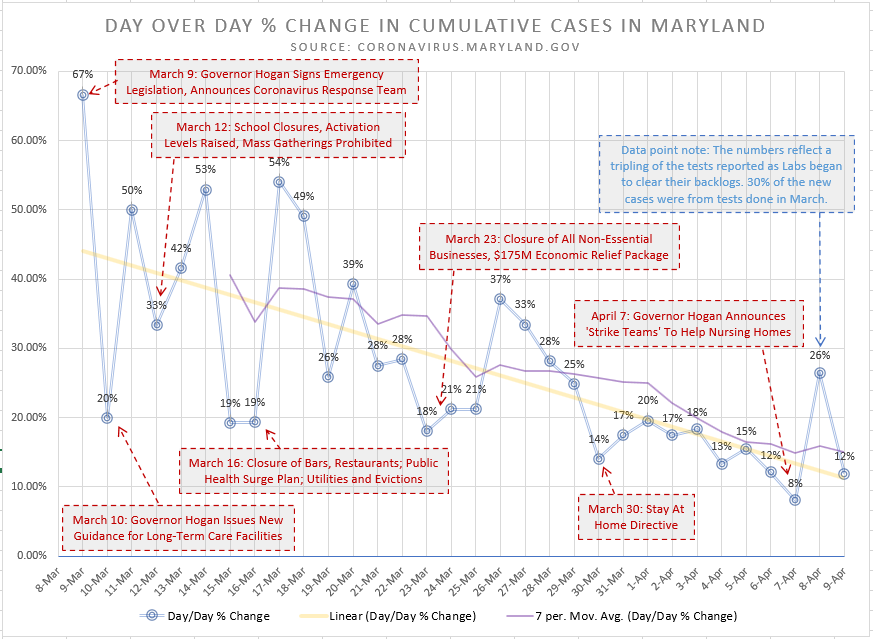 DAY OVER DAY % CHANGE IN CUMULATIVE CASES IN MARYLAND
SOURCE: CORONAVIRUS.MARYLAND.GOV
70.00%
60.00%
50.00%
40.00%
30.00%
20.00%
10.00%
0.00%
March 9: Governor Hogan Signs Emergency
Legislation, Announces Coronavirus Response Team
March 12: School Closures, Activation
Levels Raised, Mass Gatherings Prohibited
Data point note: The numbers reflect a
tripling of the tests reported as Labs began
to clear their backlogs. 30% of the new
cases were from tests done in March.
March 23: Closure of All Non-Essential
Businesses, $175M Economic Relief Package
April 7: Governor Hogan Announces
'Strike Teams' To Help Nursing Homes
March 16: Closure of Bars, Restaurants; Public
Health Surge Plan; Utilities and Evictions
March 10: Governor Hogan Issues New
Guidance for Long-Term Care Facilities
March 30: Stay At
Home Directive
67%
20%
50%
33%
42%
53%
19%
19%
54%
49%
26%
39%
28%
28%
18%
21%
21%
37%
33%
28%
25%
14%
17%
20%
17%
18%
13%
15%
12%
8%
26%
12%
8-Mar
9-Mar
10-Mar
11-Mar
12-Mar
13-Mar
14-Mar
15-Mar
16-Mar
17-Mar
18-Mar
19-Mar
20-Mar
21-Mar
22-Mar
23-Mar
24-Mar
25-Mar
26-Mar
27-Mar
28-Mar
29-Mar
30-Mar
31-Mar
1-Apr
2-Apr
3-Apr
4-Apr
5-Apr
6-Apr
7-Apr
8-Apr
9-Apr
Day/Day % Change
Linear (Day/Day % Change)
7 per. Mov. Avg. (Day/Day % Change)